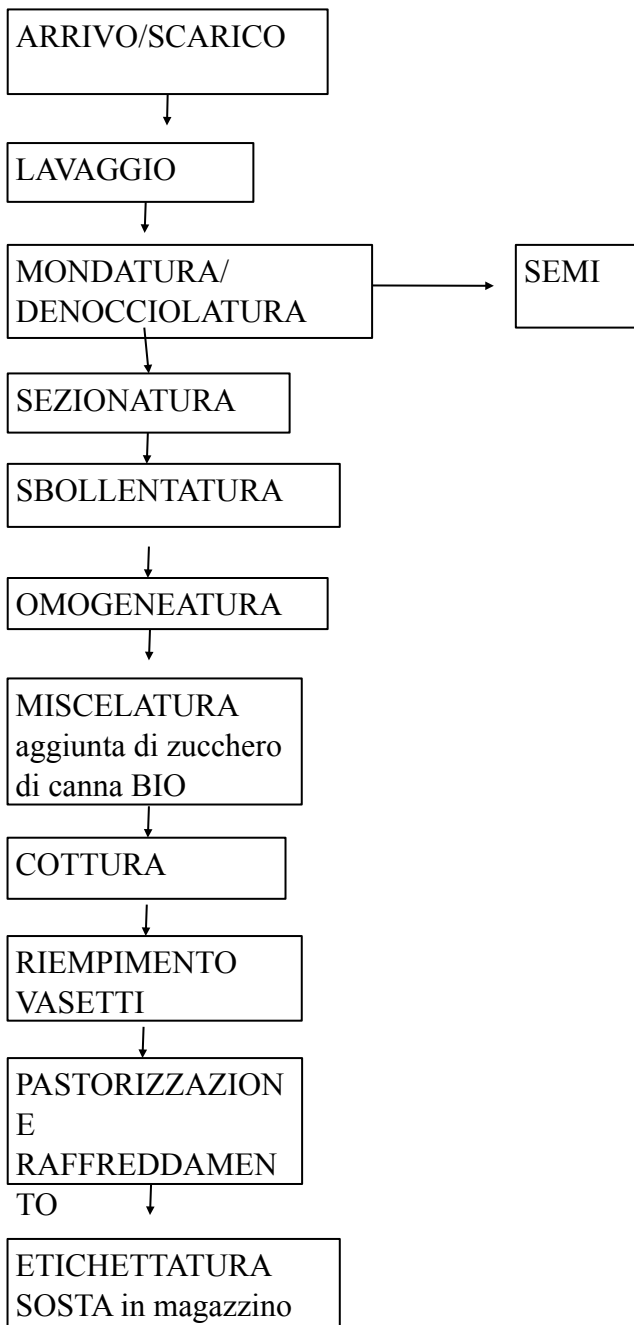 ARRIVO/SCARICO
LAVAGGIO
MONDATURA/
DENOCCIOLATURA
SEMI
SEZIONATURA
SBOLLENTATURA
OMOGENEATURA
MISCELATURA
aggiunta di zucchero
di canna BIO
COTTURA
RIEMPIMENTO
VASETTI
PASTORIZZAZION
E
RAFFREDDAMEN
TO
ETICHETTATURA
SOSTA in magazzino